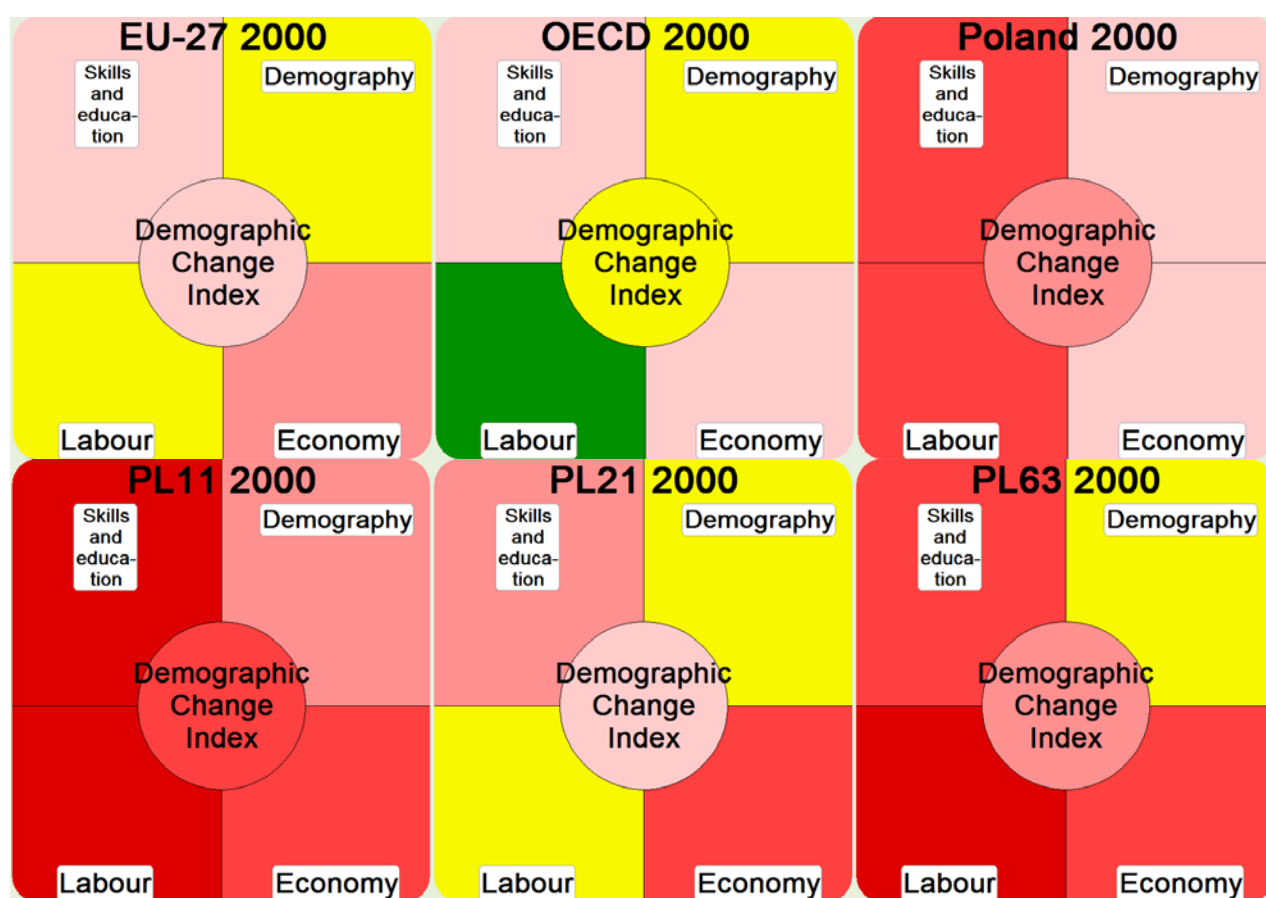 EU-27 2000
Skills
and
educa-
tion
Demography
Demographic
Change
Index
Labour
Economy
OECD 2000
Skills
and
educa-
tion
Demography
Demographic
Change
Index
Labour
Economy
Poland 2000
Skills
and
educa-
tion
Demography
Demographic
Change
Index
Labour
Economy
PL11 2000
Skills
and
educa-
tion
Demography
Demographic
Change
Index
Labour
Economy
PL21 2000
Skills
and
educa-
tion
Demography
Demographic
Change
Index
Labour
Economy
PL63 2000
Skills
and
educa-
tion
Demography
Demographic
Change
Index
Labour
Economy